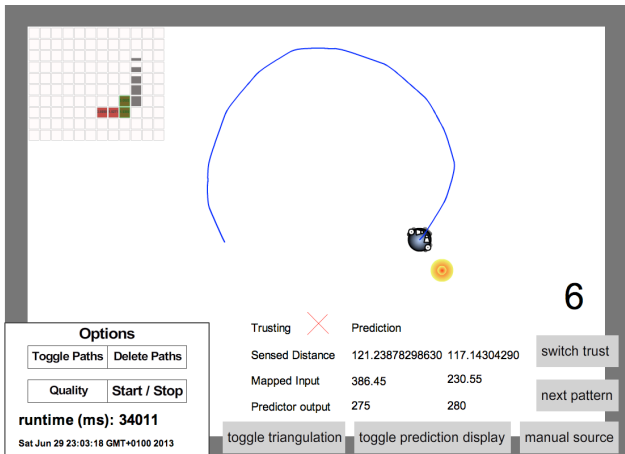 6
Options
Toggle Paths Delete Paths
Quality Start / Stop
runtime (ms): 34011
Sat Jun 29 23:03:18 GMT+0100 2013
Trusting Prediction
Sensed Distance 121.23878298630 117.14304290
Mapped Input 386.45 230.55
Predictor output 275 280
switch trust
next pattern
toggle triangulation toggle prediction display manual source